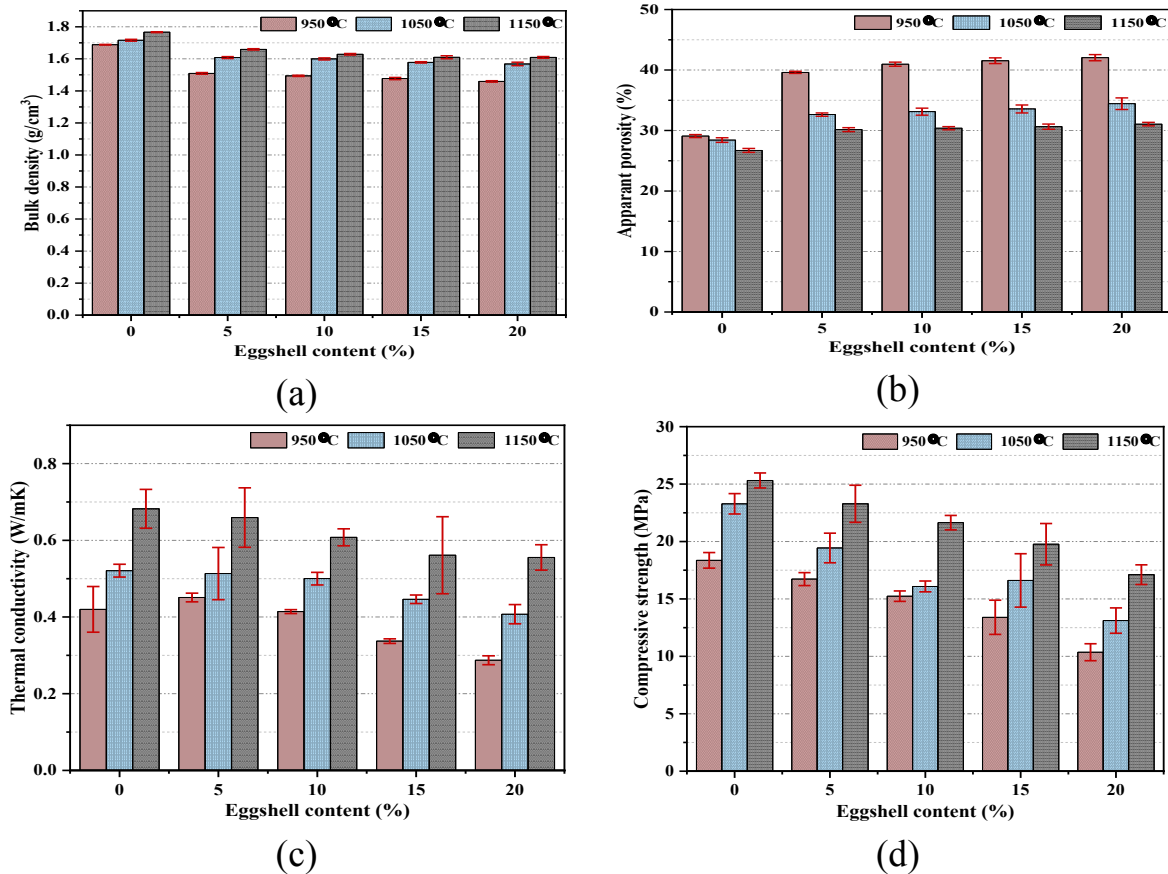 950 °C 1050 °C 1150 °C
1.8
1.6
1.4
1.2
1.0
0.8
0.6
0.4
0.2
0.0
Bulk density (g/cm³)
0 5 10 15 20
Eggshell content (%)
(a)
950 °C 1050 °C 1150 °C
50
40
30
20
10
0
Apparant porosity (%)
0 5 10 15 20
Eggshell content (%)
(b)
950 °C 1050 °C 1150 °C
0.8
0.6
0.4
0.2
0.0
Thermal conductivity (W/mK)
0 5 10 15 20
Eggshell content (%)
(c)
950 °C 1050 °C 1150 °C
30
25
20
15
10
5
0
Compressive strength (MPa)
0 5 10 15 20
Eggshell content (%)
(d)